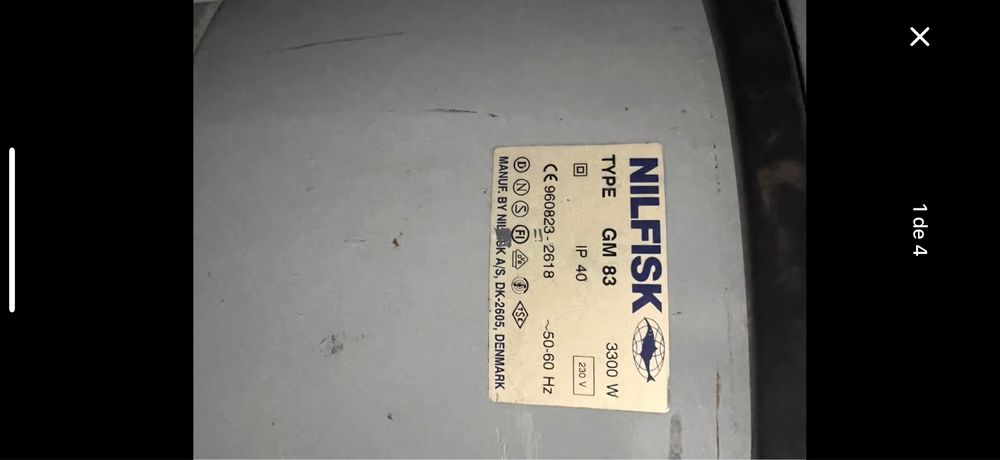 NILFISK
TYPE GM 83 3300 W
IP 40 230 V
CE 960823-2618 ~50-60 Hz
D N S FI
MANUF. BY A/S, DK-2605, DENMARK
1 de 4